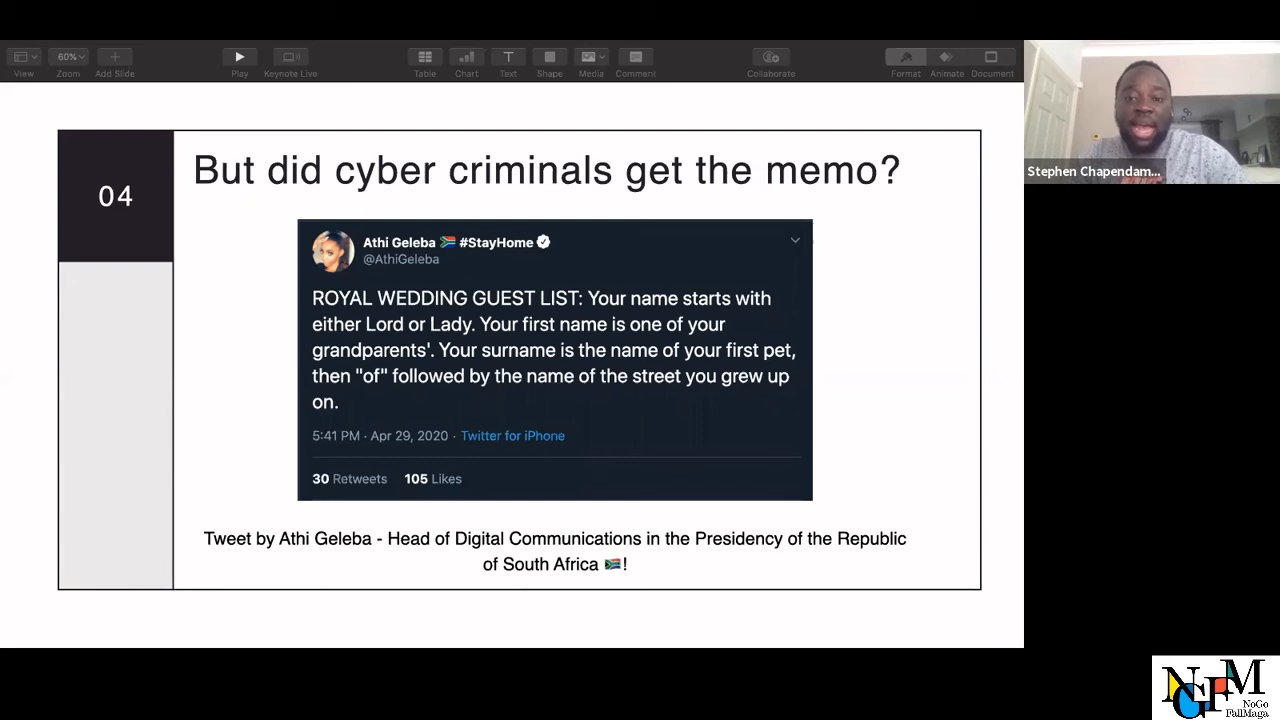 60%
View
Zoom
Add Slide
Play
Keynote Live
Table
Chart
Text
Shape
Media
Comment
Collaborate
Format
Animate
Document
04
But did cyber criminals get the memo?
Athi Geleba 🇿🇦 #StayHome
@AthiGeleba
ROYAL WEDDING GUEST LIST: Your name starts with
either Lord or Lady. Your first name is one of your
grandparents'. Your surname is the name of your first pet,
then "of" followed by the name of the street you grew up
on.
5:41 PM · Apr 29, 2020 · Twitter for iPhone
30 Retweets 105 Likes
Tweet by Athi Geleba - Head of Digital Communications in the Presidency of the Republic
of South Africa 🇿🇦!
Stephen Chapendam...
NGFM
NoGo
FallMaga